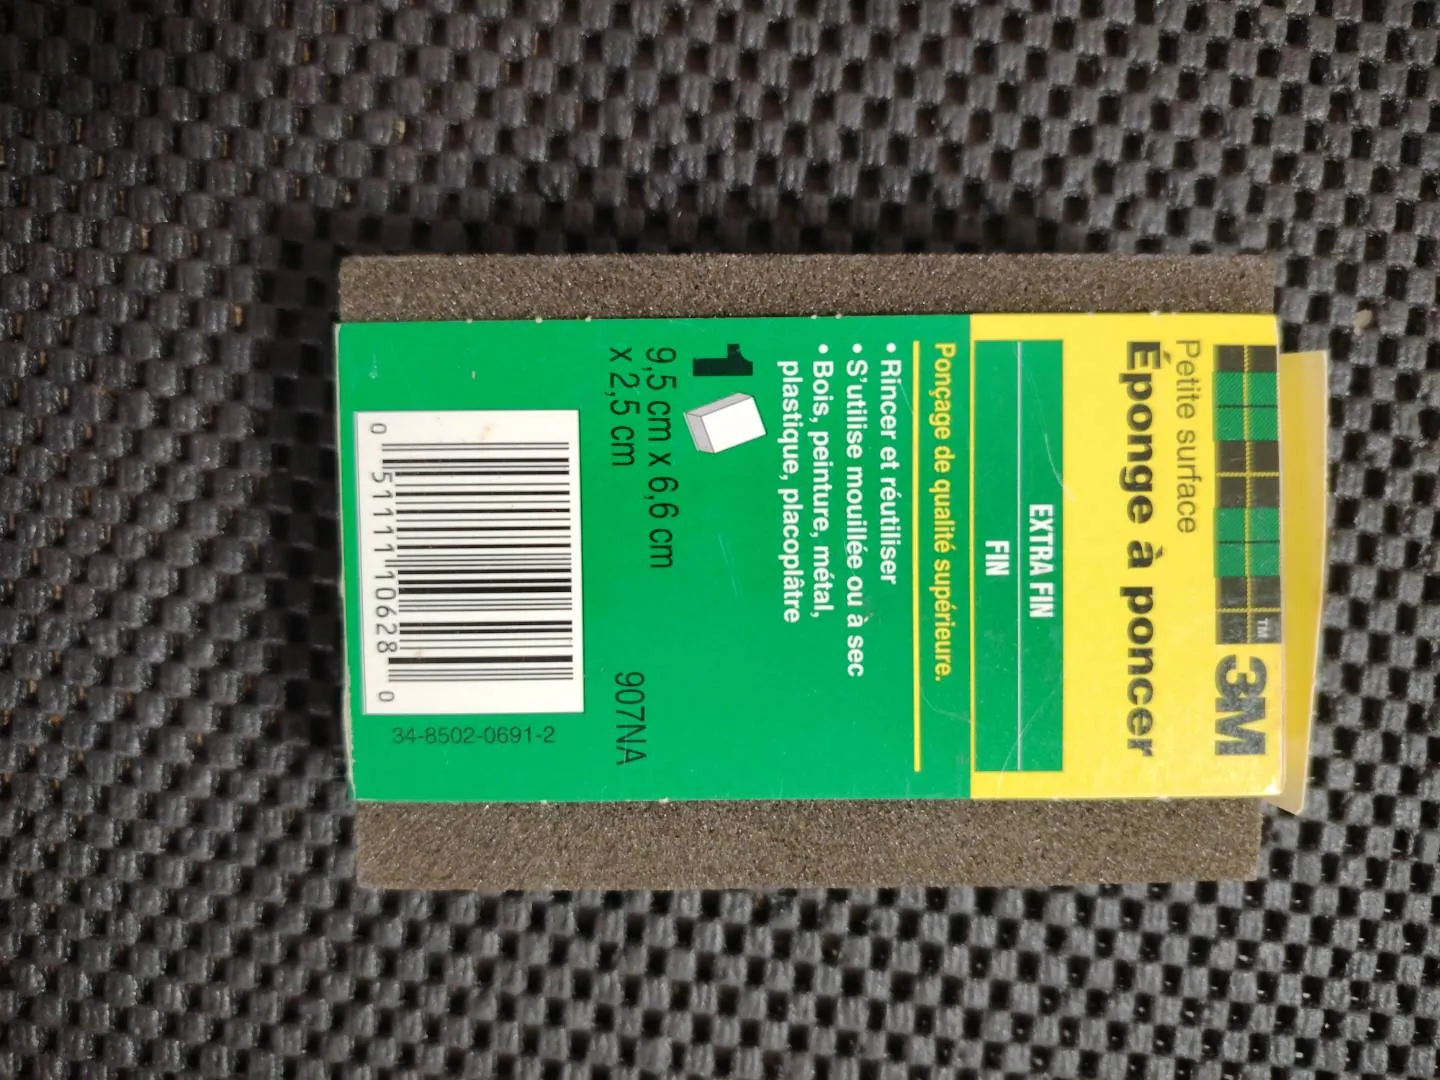 3M™
Petite surface
Éponge à poncer
EXTRA FIN
FIN
Ponçage de qualité supérieure.
• Rincer et réutiliser
• S'utilise mouillée ou à sec
• Bois, peinture, métal,
plastique, placoplâtre
1
9,5 cm x 6,6 cm
x 2,5 cm
907NA
0 51111 10628 0
34-8502-0691-2